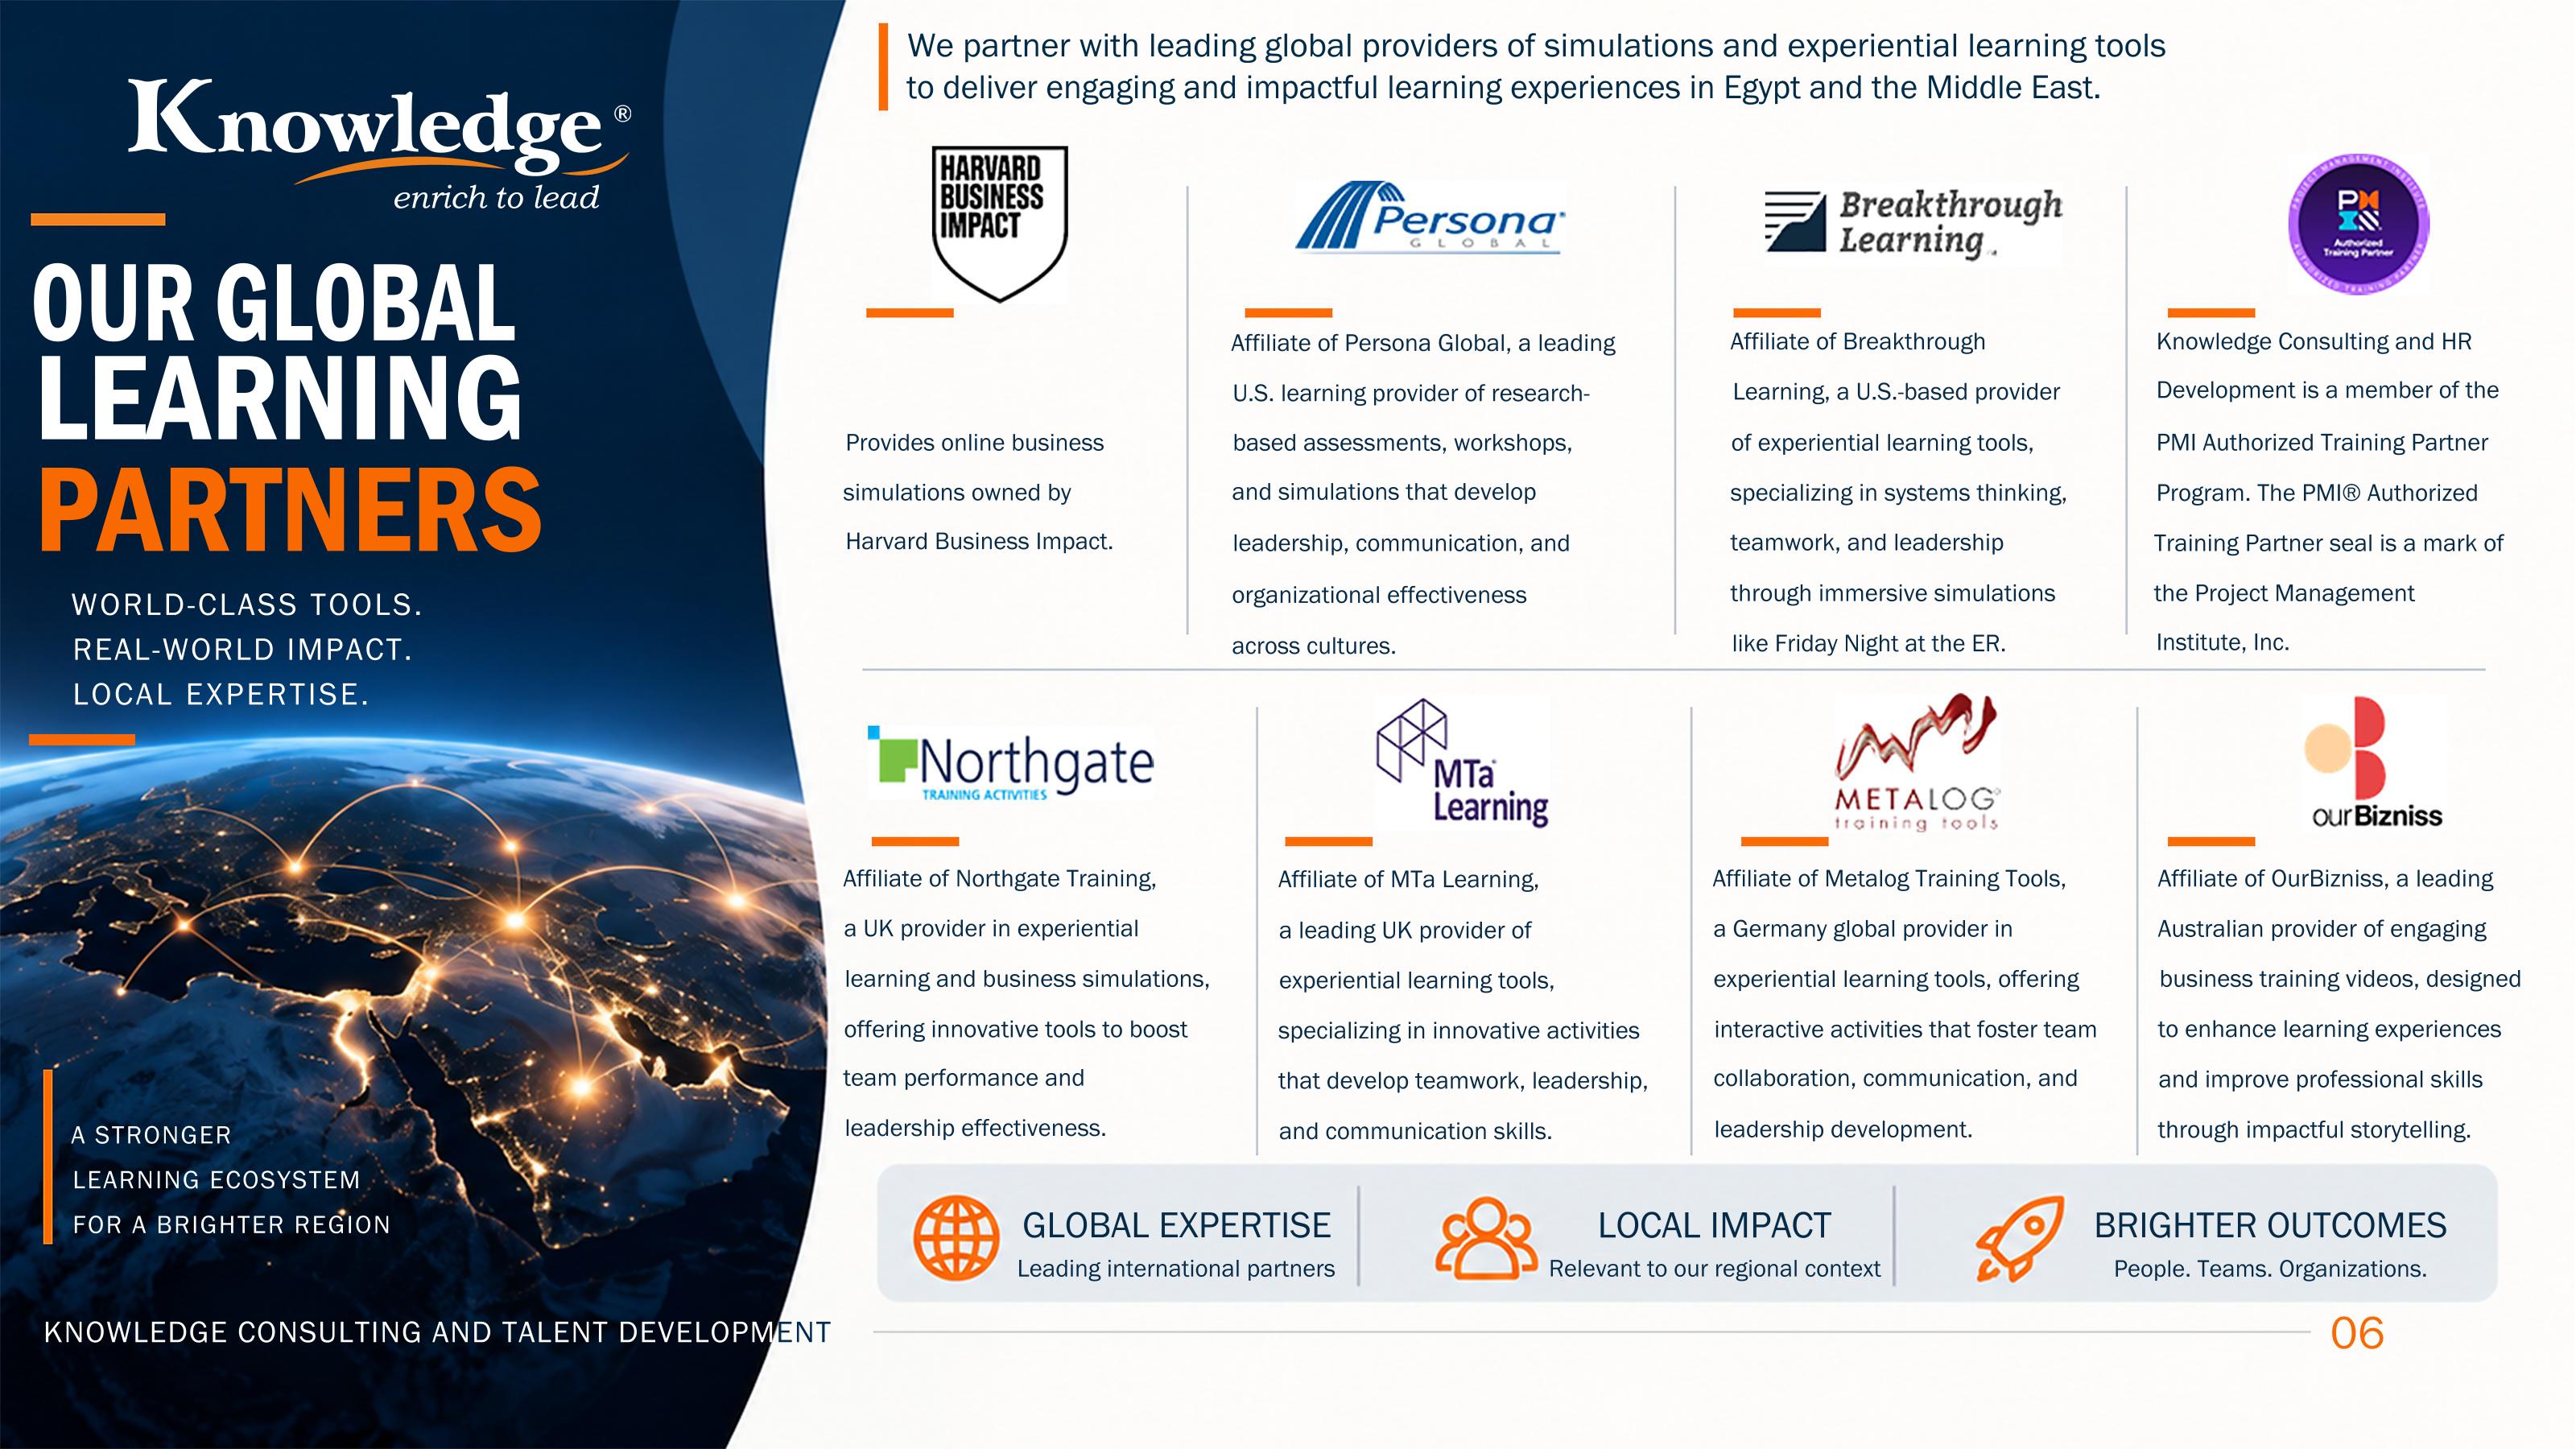 Knowledge®
enrich to lead
OUR GLOBAL
LEARNING
PARTNERS
WORLD-CLASS TOOLS.
REAL-WORLD IMPACT.
LOCAL EXPERTISE.
A STRONGER
LEARNING ECOSYSTEM
FOR A BRIGHTER REGION
KNOWLEDGE CONSULTING AND TALENT DEVELOPMENT
We partner with leading global providers of simulations and experiential learning tools
to deliver engaging and impactful learning experiences in Egypt and the Middle East.
HARVARD
BUSINESS
IMPACT
Provides online business
simulations owned by
Harvard Business Impact.
Persona
GLOBAL
Affiliate of Persona Global, a leading
U.S. learning provider of research-
based assessments, workshops,
and simulations that develop
leadership, communication, and
organizational effectiveness
across cultures.
Breakthrough
Learning
Affiliate of Breakthrough
Learning, a U.S.-based provider
of experiential learning tools,
specializing in systems thinking,
teamwork, and leadership
through immersive simulations
like Friday Night at the ER.
PROJECT MANAGEMENT INSTITUTE
PM
Authorized
Training Partner
AUTHORIZED TRAINING PARTNER
Knowledge Consulting and HR
Development is a member of the
PMI Authorized Training Partner
Program. The PMI® Authorized
Training Partner seal is a mark of
the Project Management
Institute, Inc.
Northgate
TRAINING ACTIVITIES
Affiliate of Northgate Training,
a UK provider in experiential
learning and business simulations,
offering innovative tools to boost
team performance and
leadership effectiveness.
MTa
Learning
Affiliate of MTa Learning,
a leading UK provider of
experiential learning tools,
specializing in innovative activities
that develop teamwork, leadership,
and communication skills.
METALOG®
training tools
Affiliate of Metalog Training Tools,
a Germany global provider in
experiential learning tools, offering
interactive activities that foster team
collaboration, communication, and
leadership development.
ourBizniss
Affiliate of OurBizniss, a leading
Australian provider of engaging
business training videos, designed
to enhance learning experiences
and improve professional skills
through impactful storytelling.
GLOBAL EXPERTISE
Leading international partners
LOCAL IMPACT
Relevant to our regional context
BRIGHTER OUTCOMES
People. Teams. Organizations.
06